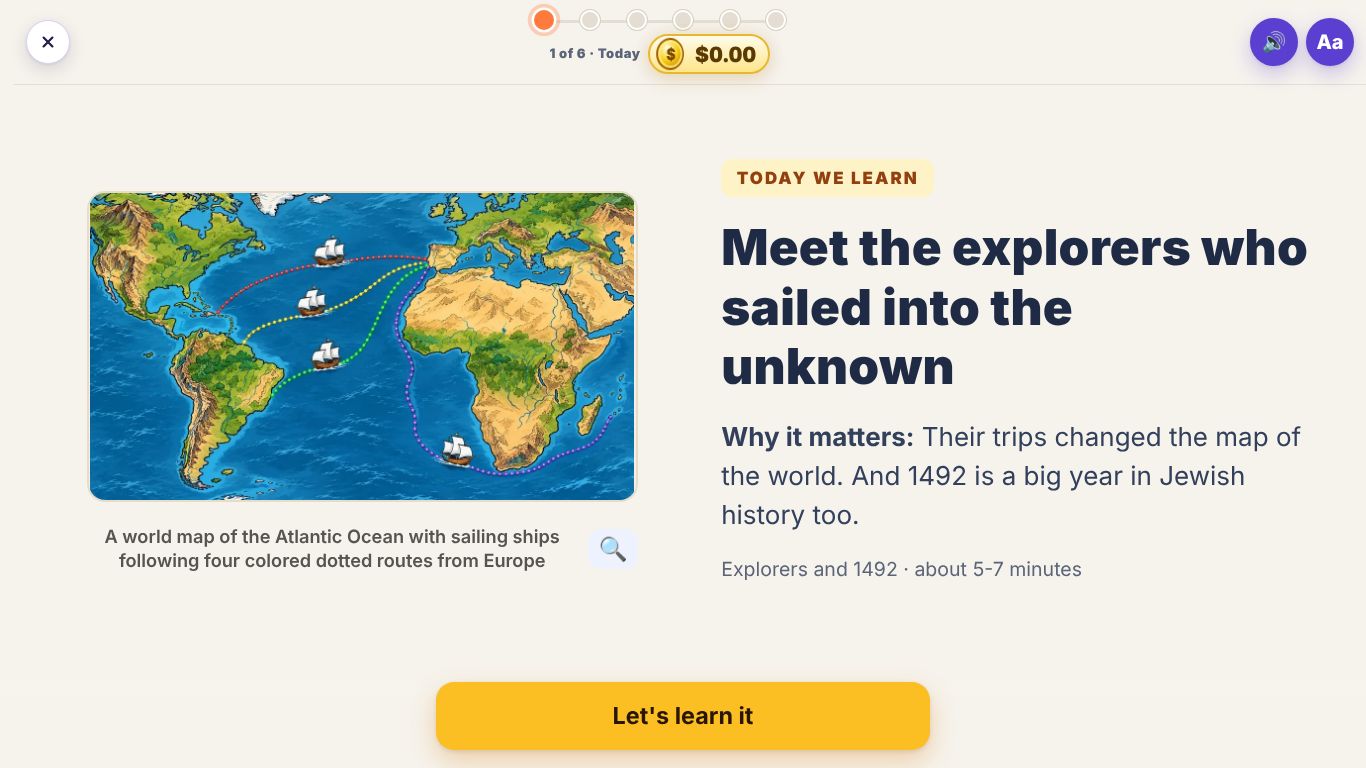 ✕
1 of 6 · Today
$ $0.00
Aa
TODAY WE LEARN
Meet the explorers who
sailed into the
unknown
Why it matters: Their trips changed the map of
the world. And 1492 is a big year in Jewish
history too.
Explorers and 1492 · about 5-7 minutes
A world map of the Atlantic Ocean with sailing ships
following four colored dotted routes from Europe
Let's learn it